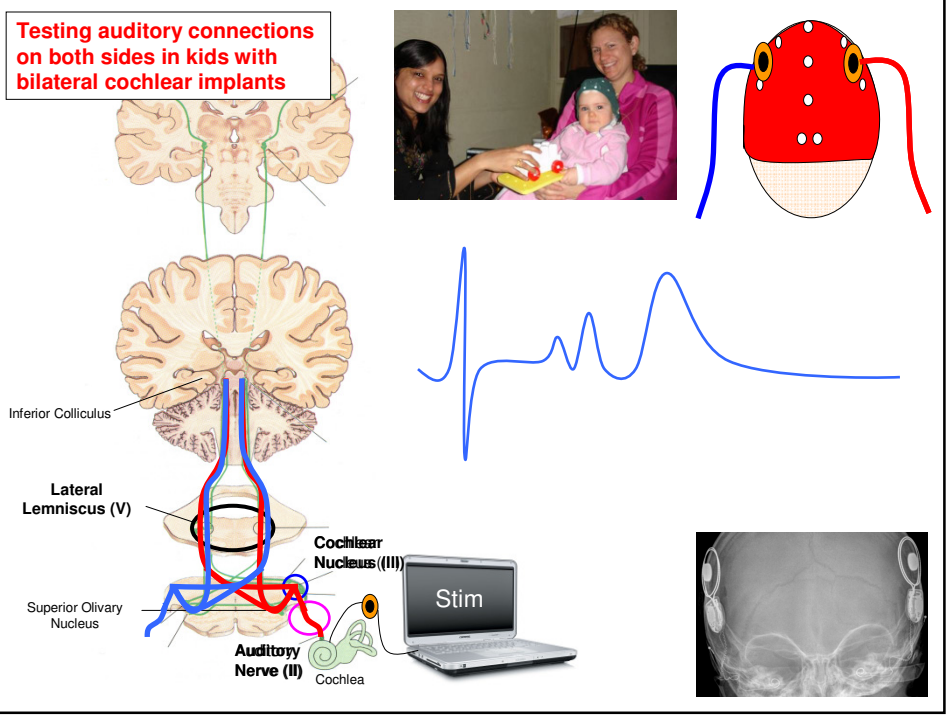 Testing auditory connections
on both sides in kids with
bilateral cochlear implants
Inferior Colliculus
Lateral
Lemniscus (V)
Cochlear
Nucleus (III)
Stim
Superior Olivary
Nucleus
Auditory
Nerve (II)
Cochlea